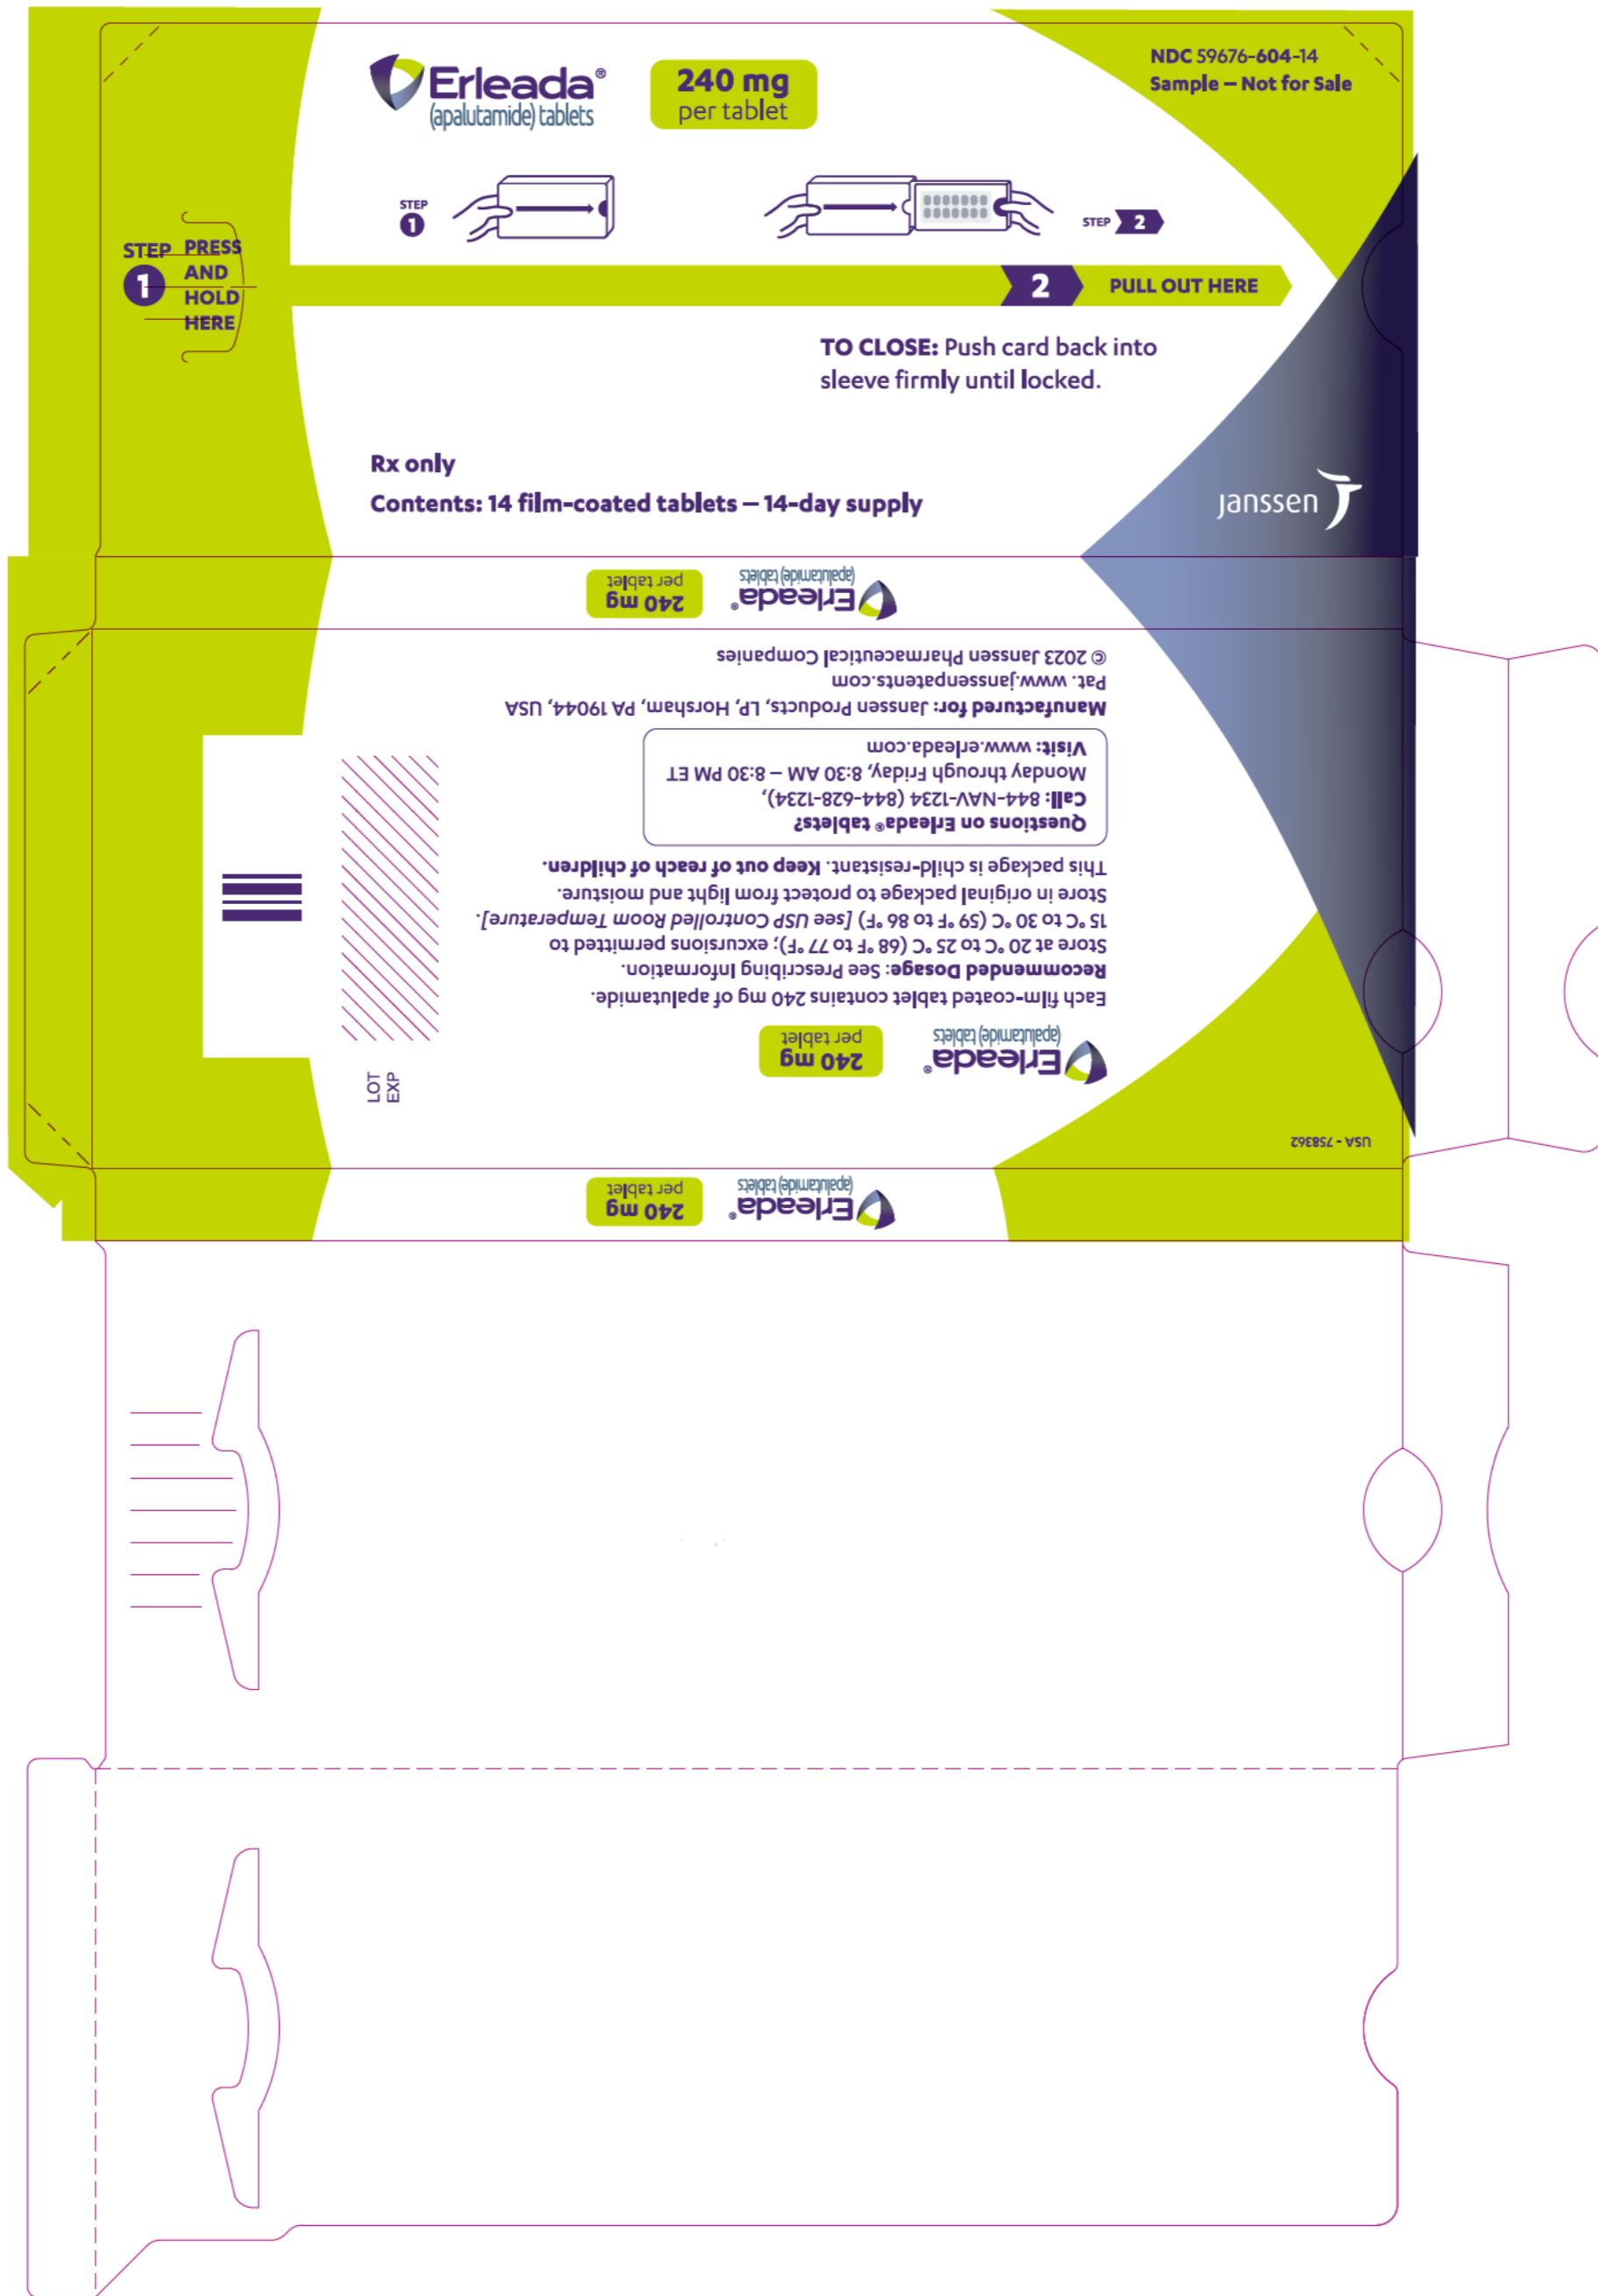 Erleada®
(apalutamide) tablets
240 mg
per tablet
NDC 59676-604-14
Sample – Not for Sale
STEP
1
STEP 2
STEP
1
PRESS
AND
HOLD
HERE
2 PULL OUT HERE
TO CLOSE: Push card back into
sleeve firmly until locked.
Rx only
Contents: 14 film-coated tablets – 14-day supply
janssen
Erleada®
(apalutamide) tablets
240 mg
per tablet
USA - 758362
Erleada®
(apalutamide) tablets
240 mg
per tablet
Each film-coated tablet contains 240 mg of apalutamide.
Recommended Dosage: See Prescribing Information.
Store at 20 °C to 25 °C (68 °F to 77 °F); excursions permitted to
15 °C to 30 °C (59 °F to 86 °F) [see USP Controlled Room Temperature].
Store in original package to protect from light and moisture.
This package is child-resistant. Keep out of reach of children.
Questions on Erleada® tablets?
Call: 844-NAV-1234 (844-628-1234),
Monday through Friday, 8:30 AM – 8:30 PM ET
Visit: www.erleada.com
Manufactured for: Janssen Products, LP, Horsham, PA 19044, USA
Pat. www.janssenpatents.com
© 2023 Janssen Pharmaceutical Companies
LOT
EXP
Erleada®
(apalutamide) tablets
240 mg
per tablet